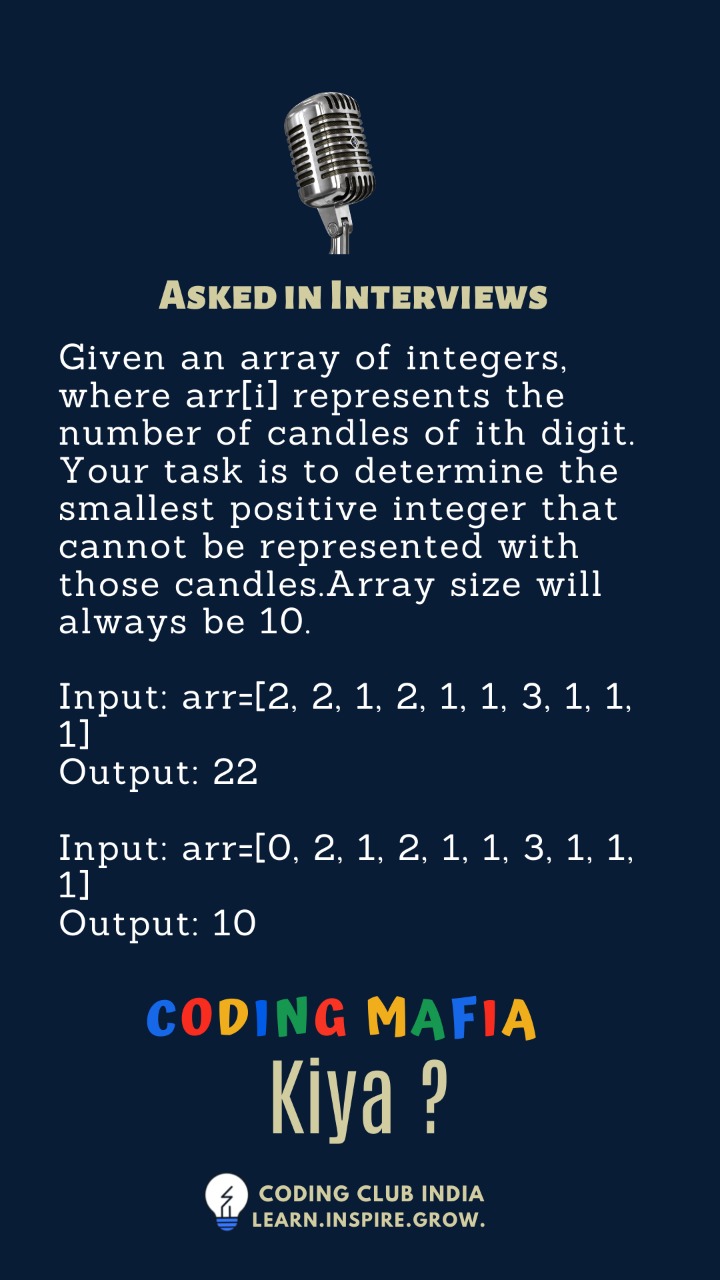 Asked in Interviews
Given an array of integers,
where arr[i] represents the
number of candles of ith digit.
Your task is to determine the
smallest positive integer that
cannot be represented with
those candles.Array size will
always be 10.
Input: arr=[2, 2, 1, 2, 1, 1, 3, 1, 1,
1]
Output: 22
Input: arr=[0, 2, 1, 2, 1, 1, 3, 1, 1,
1]
Output: 10
CODING MAFIA
Kiya ?
CODING CLUB INDIA
LEARN.INSPIRE.GROW.